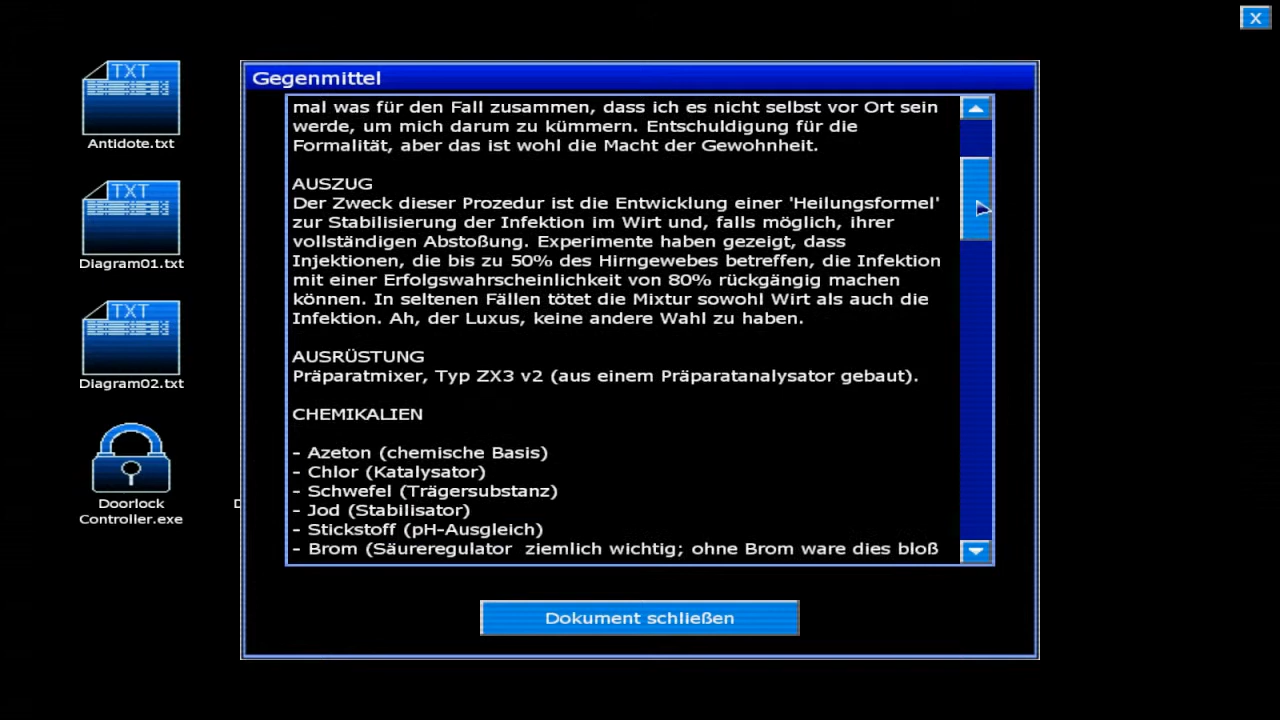 X
TXT
Antidote.txt
TXT
Diagram01.txt
TXT
Diagram02.txt
Doorlock
Controller.exe
D
Gegenmittel
mal was für den Fall zusammen, dass ich es nicht selbst vor Ort sein
werde, um mich darum zu kümmern. Entschuldigung für die
Formalität, aber das ist wohl die Macht der Gewohnheit.
AUSZUG
Der Zweck dieser Prozedur ist die Entwicklung einer 'Heilungsformel'
zur Stabilisierung der Infektion im Wirt und, falls möglich, ihrer
vollständigen Abstoßung. Experimente haben gezeigt, dass
Injektionen, die bis zu 50% des Hirngewebes betreffen, die Infektion
mit einer Erfolgswahrscheinlichkeit von 80% rückgängig machen
können. In seltenen Fällen tötet die Mixtur sowohl Wirt als auch die
Infektion. Ah, der Luxus, keine andere Wahl zu haben.
AUSRÜSTUNG
Präparatmixer, Typ ZX3 v2 (aus einem Präparatanalysator gebaut).
CHEMIKALIEN
- Azeton (chemische Basis)
- Chlor (Katalysator)
- Schwefel (Trägersubstanz)
- Jod (Stabilisator)
- Stickstoff (pH-Ausgleich)
- Brom (Säureregulator  ziemlich wichtig; ohne Brom ware dies bloß
Dokument schließen